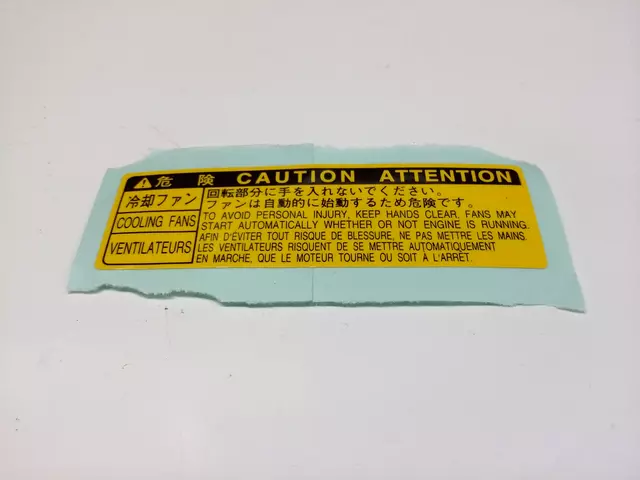 危 険 CAUTION ATTENTION
冷却ファン
回転部分に手を入れないでください。
ファンは自動的に始動するため危険です。
COOLING FANS
TO AVOID PERSONAL INJURY, KEEP HANDS CLEAR, FANS MAY
START AUTOMATICALLY WHETHER OR NOT ENGINE IS RUNNING.
VENTILATEURS
AFIN D'ÉVITER TOUT RISQUE DE BLESSURE, NE PAS METTRE LES MAINS.
LES VENTILATEURS RISQUENT DE SE METTRE AUTOMATIQUEMENT
EN MARCHE, QUE LE MOTEUR TOURNE OU SOIT À L'ARRÊT.